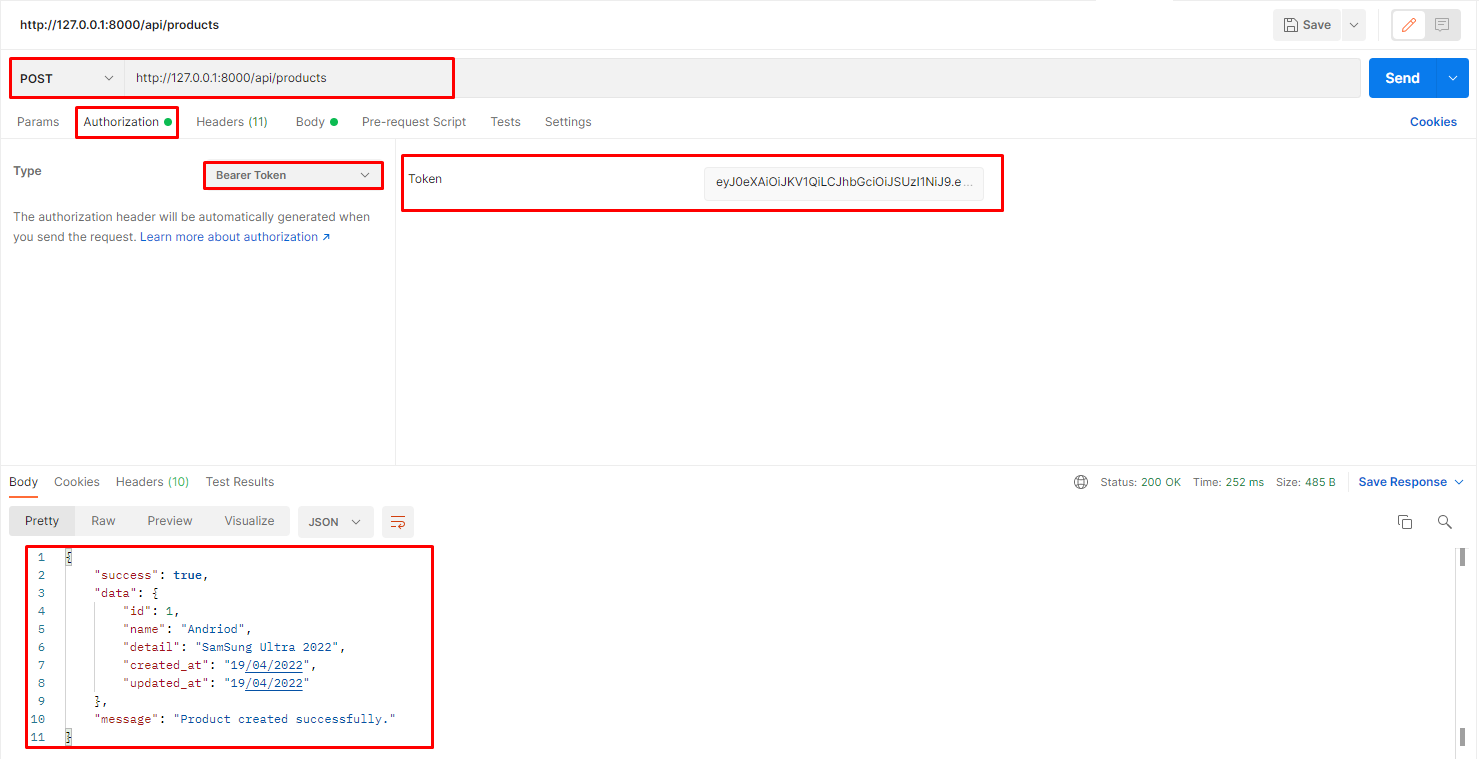 http://127.0.0.1:8000/api/products
Save
POST http://127.0.0.1:8000/api/products Send
Params Authorization Headers (11) Body Pre-request Script Tests Settings Cookies
Type Bearer Token
Token eyJ0eXAiOiJKV1QiLCJhbGciOiJSUzI1NiJ9.e...
The authorization header will be automatically generated when
you send the request. Learn more about authorization ↗
Body Cookies Headers (10) Test Results Status: 200 OK Time: 252 ms Size: 485 B Save Response
Pretty Raw Preview Visualize JSON
1 {
2 "success": true,
3 "data": {
4 "id": 1,
5 "name": "Andriod",
6 "detail": "SamSung Ultra 2022",
7 "created_at": "19/04/2022",
8 "updated_at": "19/04/2022"
9 },
10 "message": "Product created successfully."
11 }